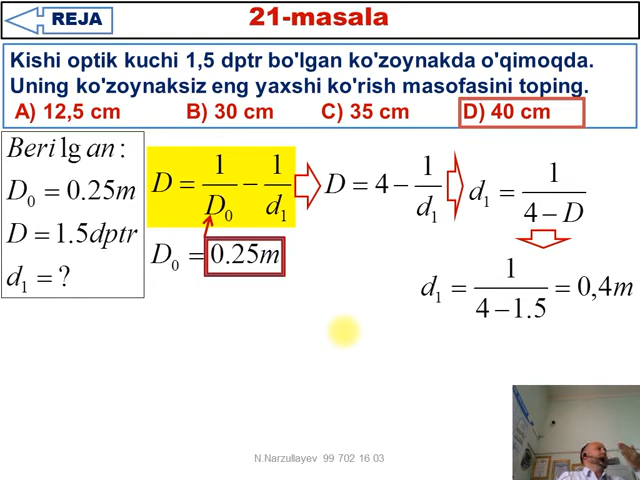 REJA
21-masala
Kishi optik kuchi 1,5 dptr bo'lgan ko'zoynakda o'qimoqda.
Uning ko'zoynaksiz eng yaxshi ko'rish masofasini toping.
A) 12,5 cm B) 30 cm C) 35 cm D) 40 cm
Berilgan:
D₀ = 0.25m
D = 1.5dptr
d₁ = ?
D = 1/D₀ − 1/d₁ ⇒ D = 4 − 1/d₁ ⇒ d₁ = 1/(4 − D)
D₀ = 0.25m
d₁ = 1/(4 − 1.5) = 0,4m
N.Narzullayev 99 702 16 03